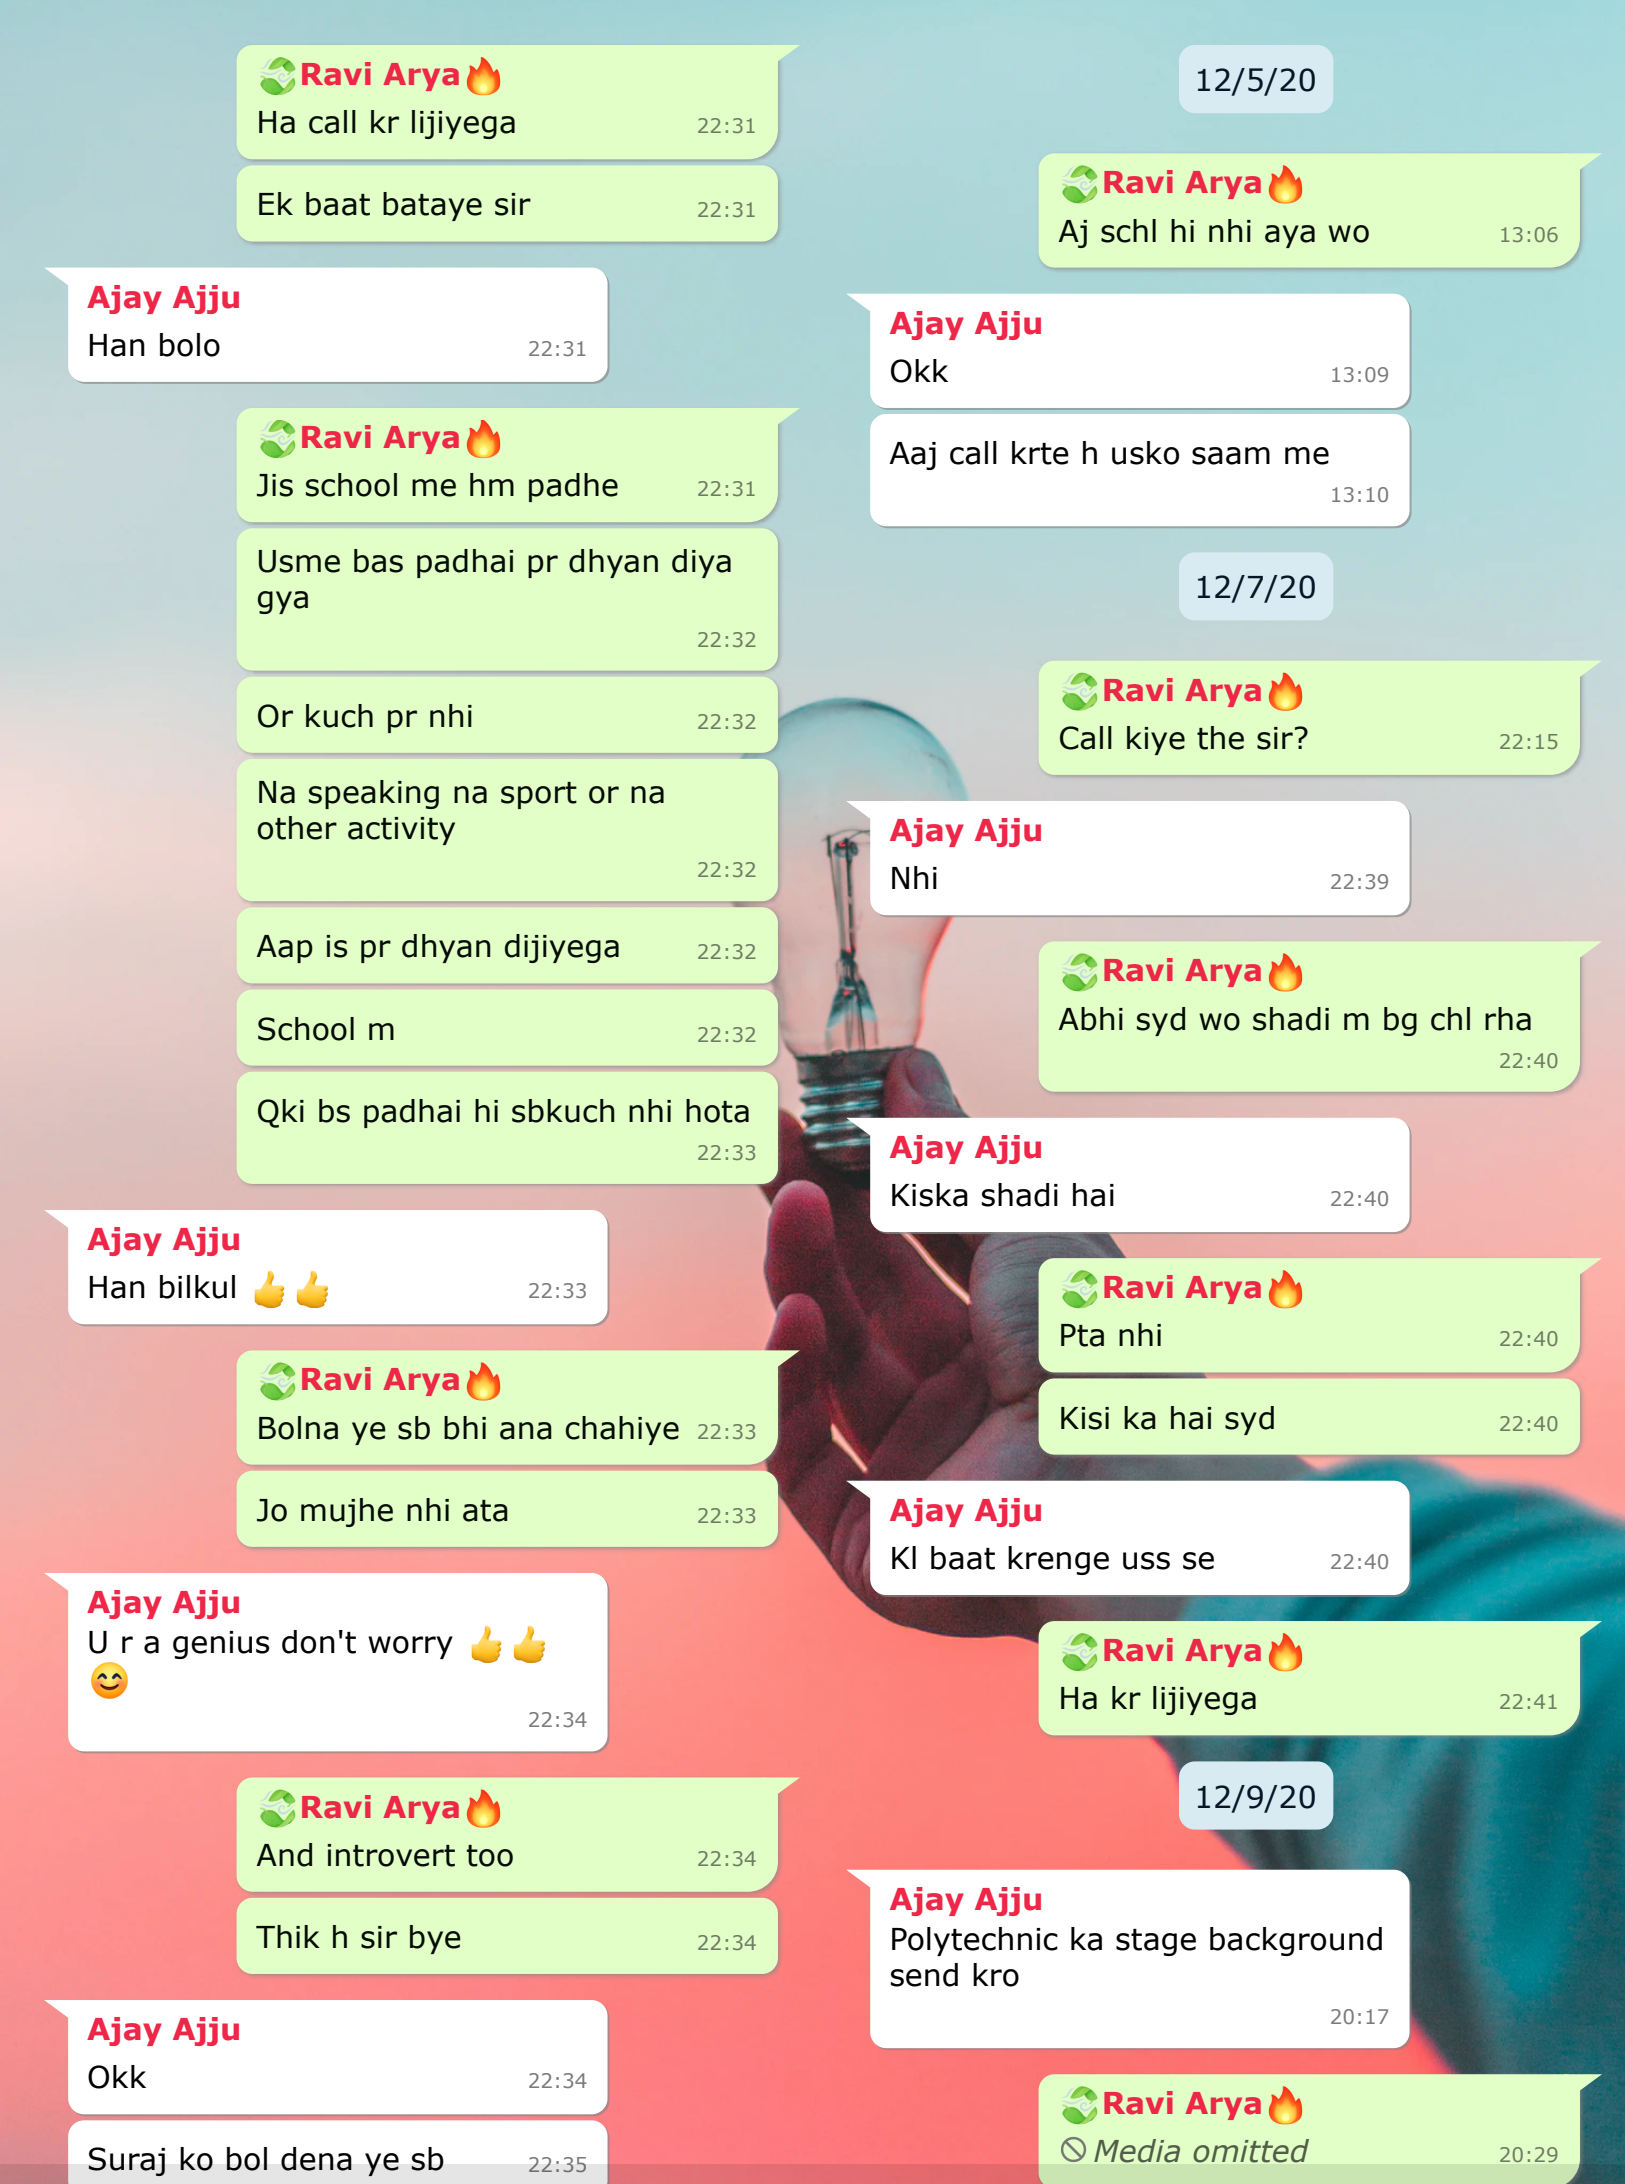 Ravi Arya🔥
Ha call kr lijiyega 22:31
Ek baat bataye sir 22:31
Ajay Ajju
Han bolo 22:31
Ravi Arya🔥
Jis school me hm padhe 22:31
Usme bas padhai pr dhyan diya
gya
22:32
Or kuch pr nhi 22:32
Na speaking na sport or na
other activity
22:32
Aap is pr dhyan dijiyega 22:32
School m 22:32
Qki bs padhai hi sbkuch nhi hota
22:33
Ajay Ajju
Han bilkul 👍👍 22:33
Ravi Arya🔥
Bolna ye sb bhi ana chahiye 22:33
Jo mujhe nhi ata 22:33
Ajay Ajju
U r a genius don't worry 👍👍
😊
22:34
Ravi Arya🔥
And introvert too 22:34
Thik h sir bye 22:34
Ajay Ajju
Okk 22:34
Suraj ko bol dena ye sb 22:35
12/5/20
Ravi Arya🔥
Aj schl hi nhi aya wo 13:06
Ajay Ajju
Okk 13:09
Aaj call krte h usko saam me
13:10
12/7/20
Ravi Arya🔥
Call kiye the sir? 22:15
Ajay Ajju
Nhi 22:39
Ravi Arya🔥
Abhi syd wo shadi m bg chl rha
22:40
Ajay Ajju
Kiska shadi hai 22:40
Ravi Arya🔥
Pta nhi 22:40
Kisi ka hai syd 22:40
Ajay Ajju
Kl baat krenge uss se 22:40
Ravi Arya🔥
Ha kr lijiyega 22:41
12/9/20
Ajay Ajju
Polytechnic ka stage background
send kro
20:17
Ravi Arya🔥
Media omitted 20:29